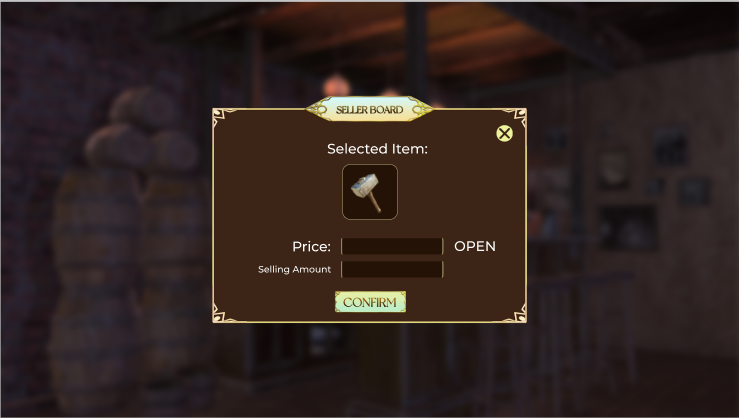 SELLER BOARD
Selected Item:
Price: OPEN
Selling Amount
CONFIRM